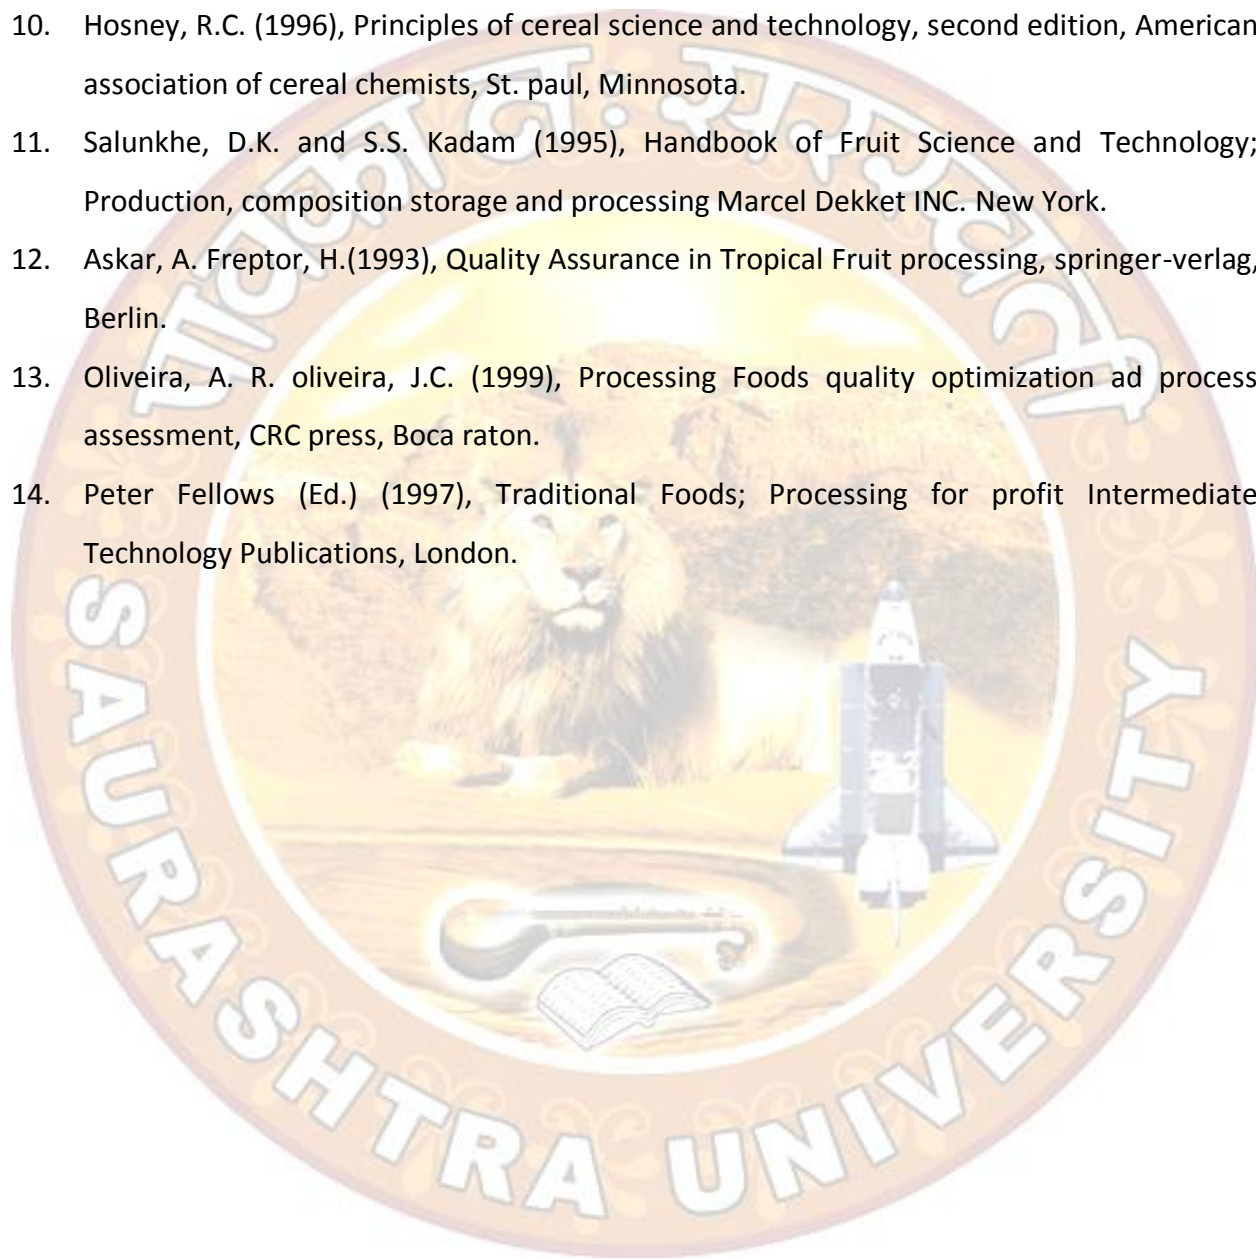 10. Hosney, R.C. (1996), Principles of cereal science and technology, second edition, American
association of cereal chemists, St. paul, Minnosota.
11. Salunkhe, D.K. and S.S. Kadam (1995), Handbook of Fruit Science and Technology;
Production, composition storage and processing Marcel Dekket INC. New York.
12. Askar, A. Freptor, H.(1993), Quality Assurance in Tropical Fruit processing, springer-verlag,
Berlin.
13. Oliveira, A. R. oliveira, J.C. (1999), Processing Foods quality optimization ad process
assessment, CRC press, Boca raton.
14. Peter Fellows (Ed.) (1997), Traditional Foods; Processing for profit Intermediate
Technology Publications, London.
पावका नः सरस्वती
SAURASHTRA UNIVERSITY